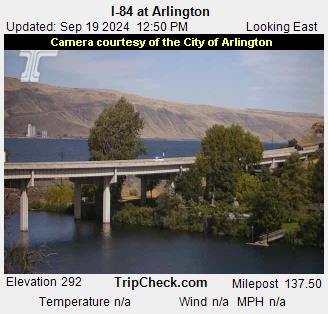 I-84 at Arlington
Updated: Sep 19 2024 12:50 PM Looking East
Camera courtesy of the City of Arlington
Elevation 292 TripCheck.com Milepost 137.50
Temperature n/a Wind n/a MPH n/a